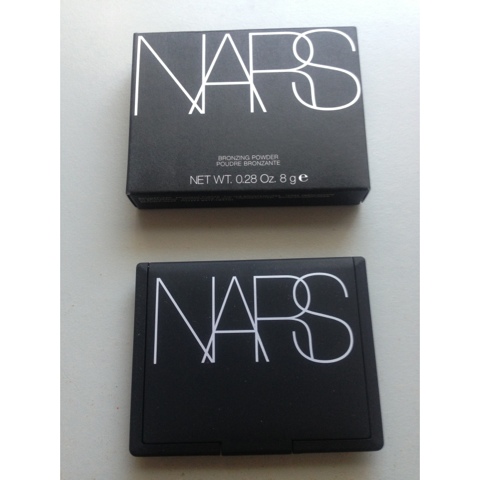 NARS
BRONZING POWDER
POUDRE BRONZANTE
NET WT. 0.28 Oz. 8 g ℮
NARS